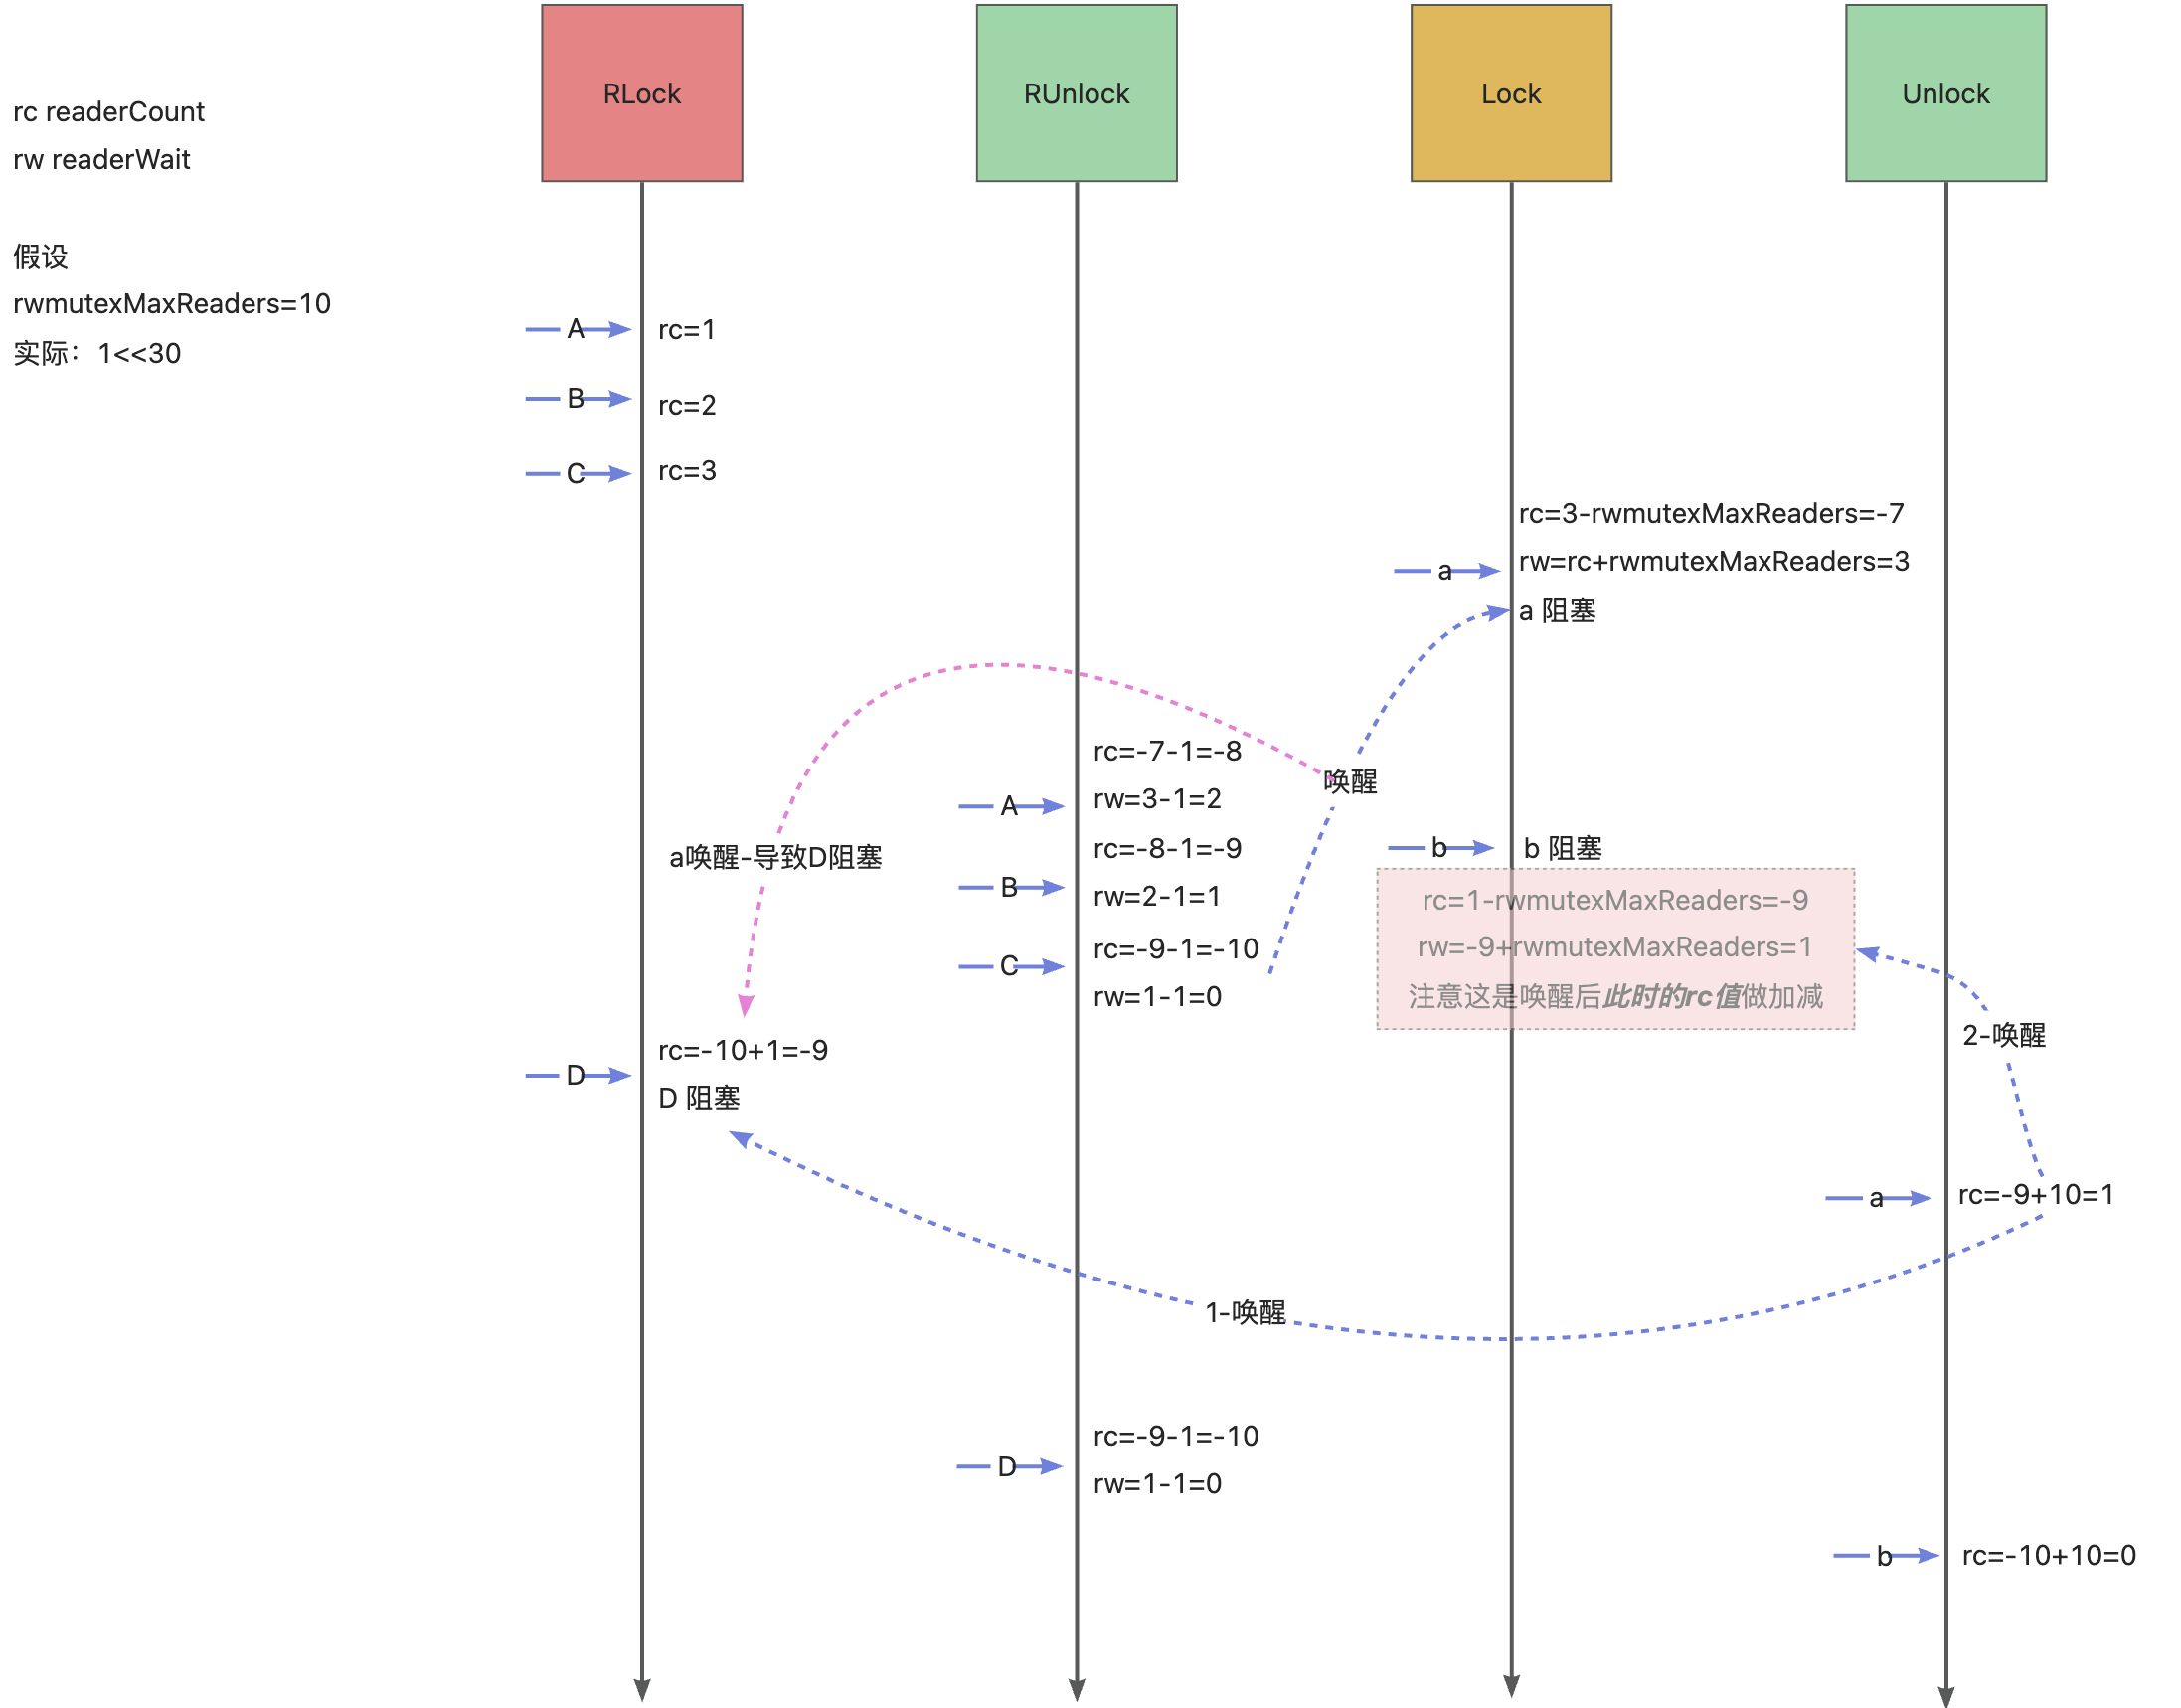 RLock
RUnlock
Lock
Unlock
rc readerCount
rw readerWait
假设
rwmutexMaxReaders=10
实际：1<<30
A
rc=1
B
rc=2
C
rc=3
rc=3-rwmutexMaxReaders=-7
rw=rc+rwmutexMaxReaders=3
a
a 阻塞
rc=-7-1=-8
唤醒
rw=3-1=2
A
b
b 阻塞
rc=-8-1=-9
a唤醒-导致D阻塞
B
rw=2-1=1
rc=1-rwmutexMaxReaders=-9
rw=-9+rwmutexMaxReaders=1
注意这是唤醒后此时的rc值做加减
rc=-9-1=-10
C
rw=1-1=0
2-唤醒
rc=-10+1=-9
D
D 阻塞
a
rc=-9+10=1
1-唤醒
rc=-9-1=-10
D
rw=1-1=0
b
rc=-10+10=0